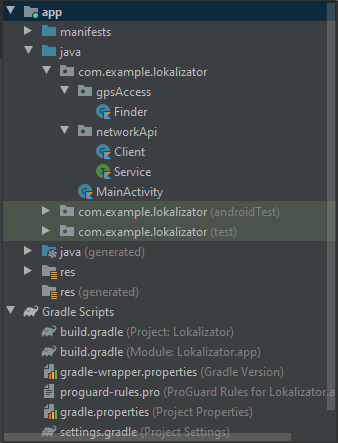 app
manifests
java
com.example.lokalizator
gpsAccess
Finder
networkApi
Client
Service
MainActivity
com.example.lokalizator (androidTest)
com.example.lokalizator (test)
java (generated)
res
res (generated)
Gradle Scripts
build.gradle (Project: Lokalizator)
build.gradle (Module: Lokalizator.app)
gradle-wrapper.properties (Gradle Version)
proguard-rules.pro (ProGuard Rules for Lokalizator.a
gradle.properties (Project Properties)
settings.gradle (Project Settings)